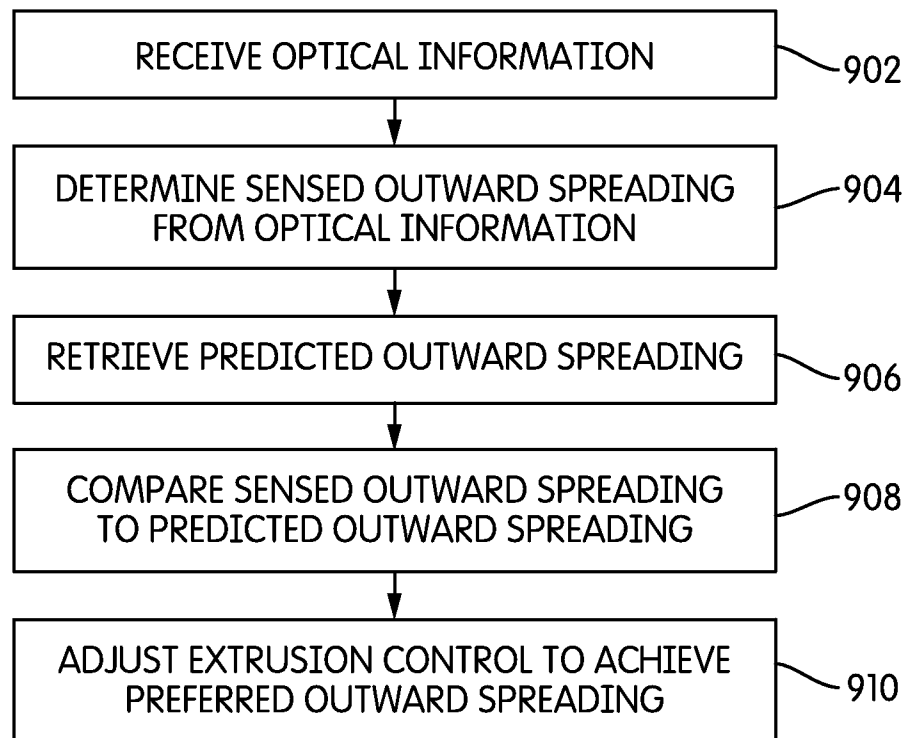 RECEIVE OPTICAL INFORMATION
902
DETERMINE SENSED OUTWARD SPREADING
FROM OPTICAL INFORMATION
904
RETRIEVE PREDICTED OUTWARD SPREADING
906
COMPARE SENSED OUTWARD SPREADING
TO PREDICTED OUTWARD SPREADING
908
ADJUST EXTRUSION CONTROL TO ACHIEVE
PREFERRED OUTWARD SPREADING
910